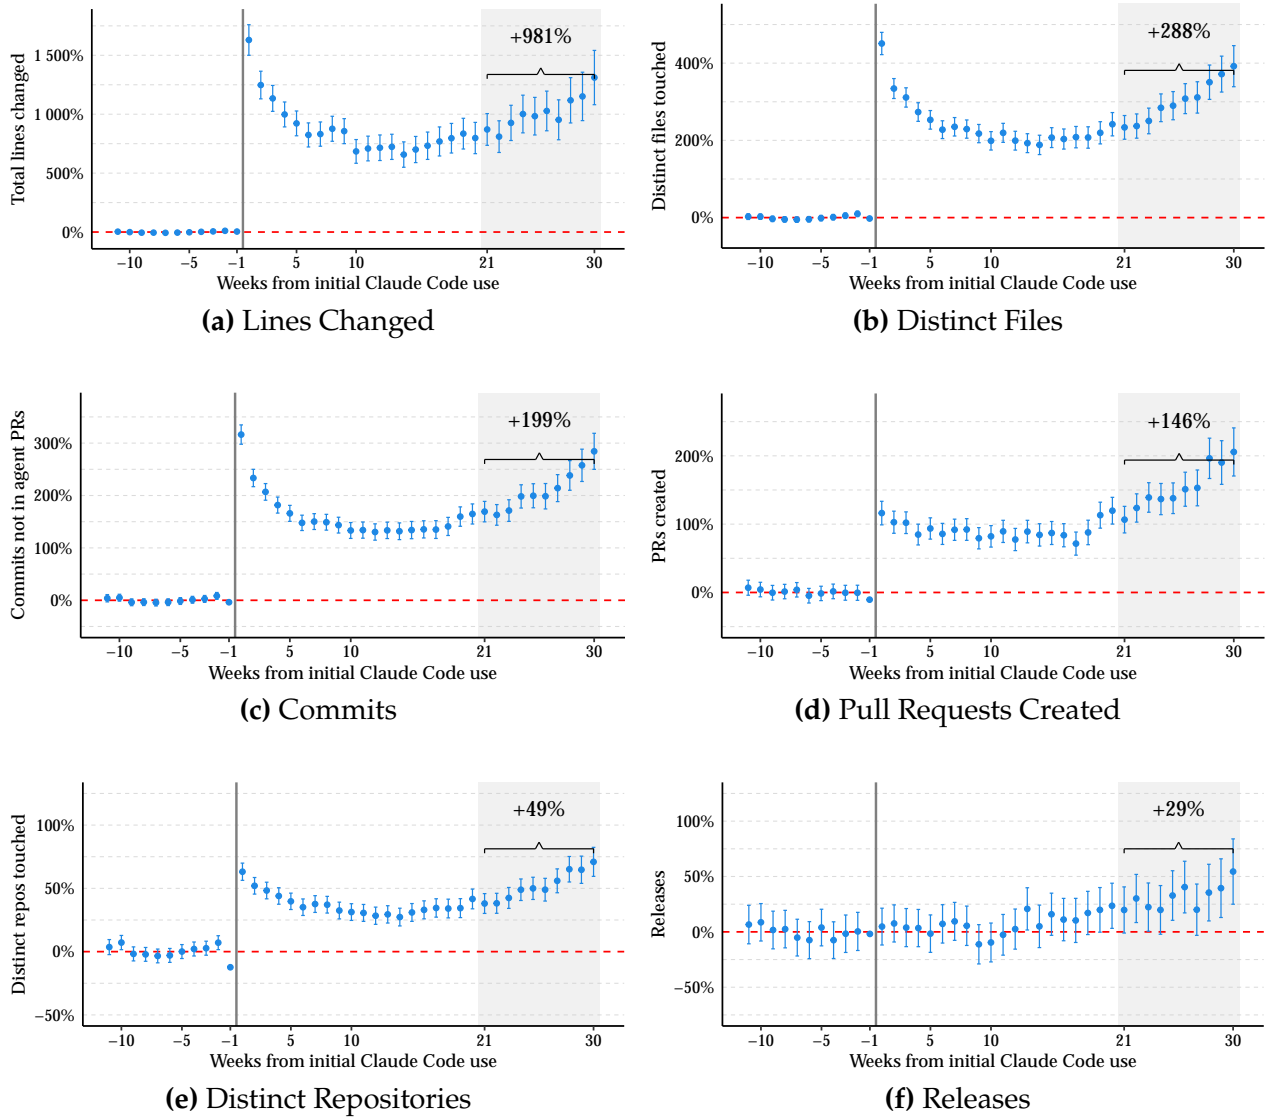 +981%
Total lines changed
1 500%
1 000%
500%
0%
−10 −5 −1 5 10 21 30
Weeks from initial Claude Code use
(a) Lines Changed
+288%
Distinct files touched
400%
200%
0%
−10 −5 −1 5 10 21 30
Weeks from initial Claude Code use
(b) Distinct Files
+199%
Commits not in agent PRs
300%
200%
100%
0%
−10 −5 −1 5 10 21 30
Weeks from initial Claude Code use
(c) Commits
+146%
PRs created
200%
100%
0%
−10 −5 −1 5 10 21 30
Weeks from initial Claude Code use
(d) Pull Requests Created
+49%
Distinct repos touched
100%
50%
0%
−50%
−10 −5 −1 5 10 21 30
Weeks from initial Claude Code use
(e) Distinct Repositories
+29%
Releases
100%
50%
0%
−50%
−10 −5 −1 5 10 21 30
Weeks from initial Claude Code use
(f) Releases